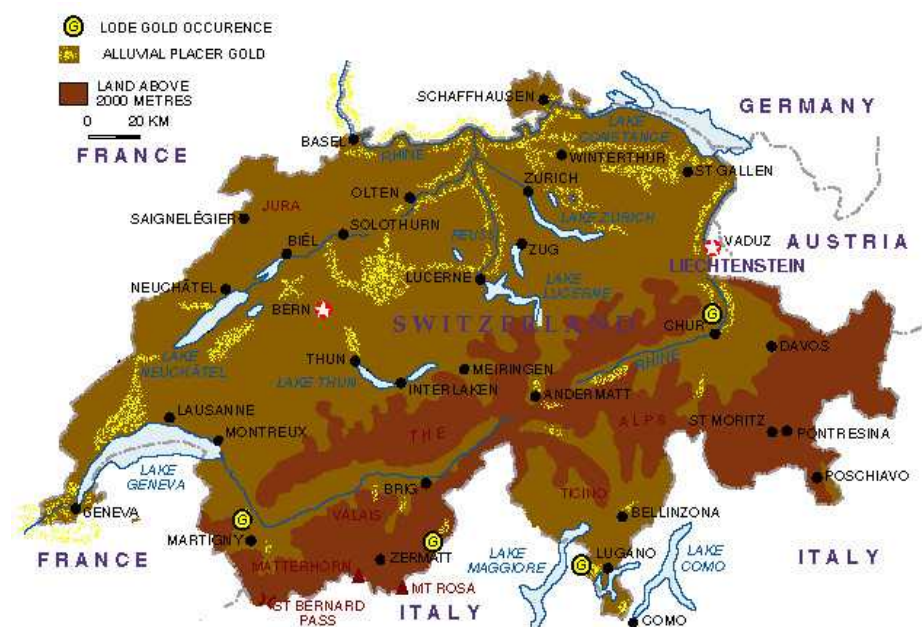 G LODE GOLD OCCURENCE
ALLUVIAL PLACER GOLD
LAND ABOVE
2000 METRES
0 20 KM
FRANCE
SCHAFFHAUSEN
GERMANY
BASEL
RHINE
LAKE
CONSTANCE
WINTERTHUR
ST GALLEN
OLTEN
ZURICH
SAIGNELÉGIER
JURA
SOLOTHURN
LAKE ZURICH
BIÊL
REUSS
ZUG
VADUZ
AUSTRIA
LIECHTENSTEIN
NEUCHÂTEL
LUCERNE
LAKE
LUCERNE
BERN
SWITZERLAND
G
CHUR
LAKE
NEUCHÂTEL
THUN
LAKE THUN
MEIRINGEN
RHINE
DAVOS
INTERLAKEN
ANDERMATT
LAUSANNE
MONTREUX
THE
ALPS
ST MORITZ
PONTRESINA
LAKE
GENEVA
BRIG
POSCHIAVO
GENEVA
VALAIS
TICINO
BELLINZONA
G
MARTIGNY
G
ZERMATT
FRANCE
MATTERHORN
MT ROSA
ST BERNARD
PASS
ITALY
LAKE
MAGGIORE
G
LUGANO
LAKE
COMO
ITALY
COMO